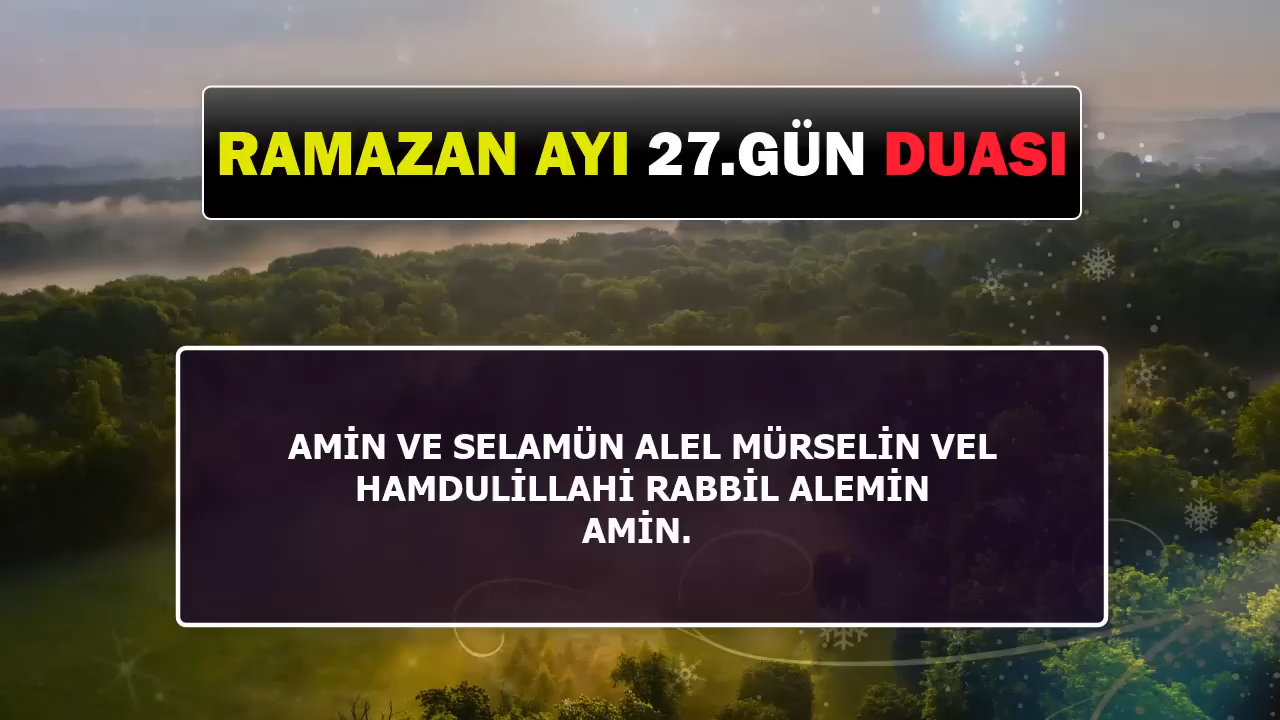 RAMAZAN AYI 27.GÜN DUASI
AMİN VE SELAMÜN ALEL MÜRSELİN VEL
HAMDULİLLAHİ RABBİL ALEMİN
AMİN.